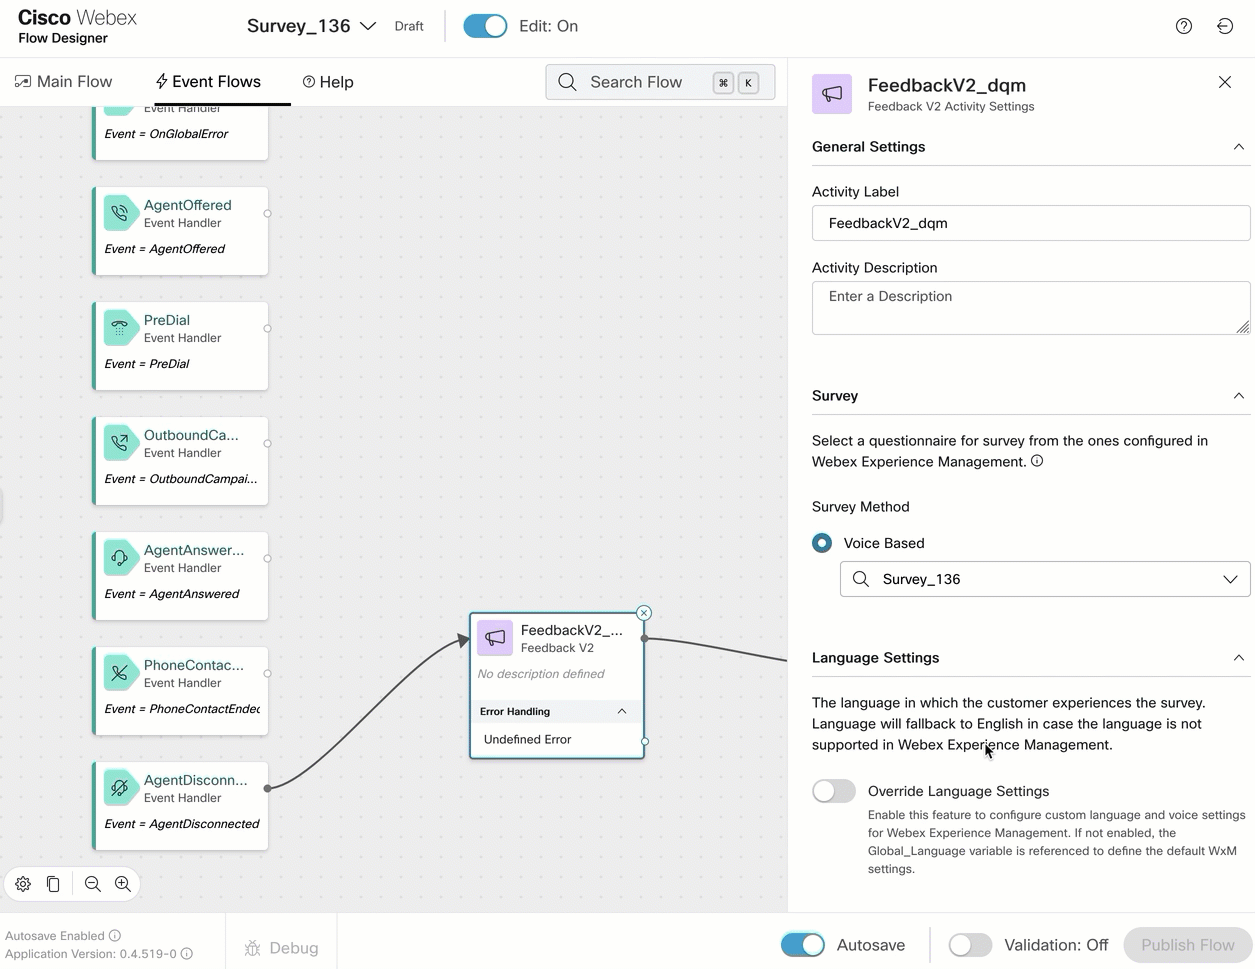 Cisco Webex
Flow Designer
Survey_136
Draft
Edit: On
Main Flow
Event Flows
Help
Search Flow
⌘ K
Event Handler
Event = OnGlobalError
AgentOffered
Event Handler
Event = AgentOffered
PreDial
Event Handler
Event = PreDial
OutboundCa...
Event Handler
Event = OutboundCampai...
AgentAnswer...
Event Handler
Event = AgentAnswered
PhoneContac...
Event Handler
Event = PhoneContactEnded
AgentDisconn...
Event Handler
Event = AgentDisconnected
FeedbackV2_...
Feedback V2
No description defined
Error Handling
Undefined Error
FeedbackV2_dqm
Feedback V2 Activity Settings
General Settings
Activity Label
FeedbackV2_dqm
Activity Description
Enter a Description
Survey
Select a questionnaire for survey from the ones configured in
Webex Experience Management.
Survey Method
Voice Based
Survey_136
Language Settings
The language in which the customer experiences the survey.
Language will fallback to English in case the language is not
supported in Webex Experience Management.
Override Language Settings
Enable this feature to configure custom language and voice settings
for Webex Experience Management. If not enabled, the
Global_Language variable is referenced to define the default WxM
settings.
Autosave Enabled
Application Version: 0.4.519-0
Debug
Autosave
Validation: Off
Publish Flow